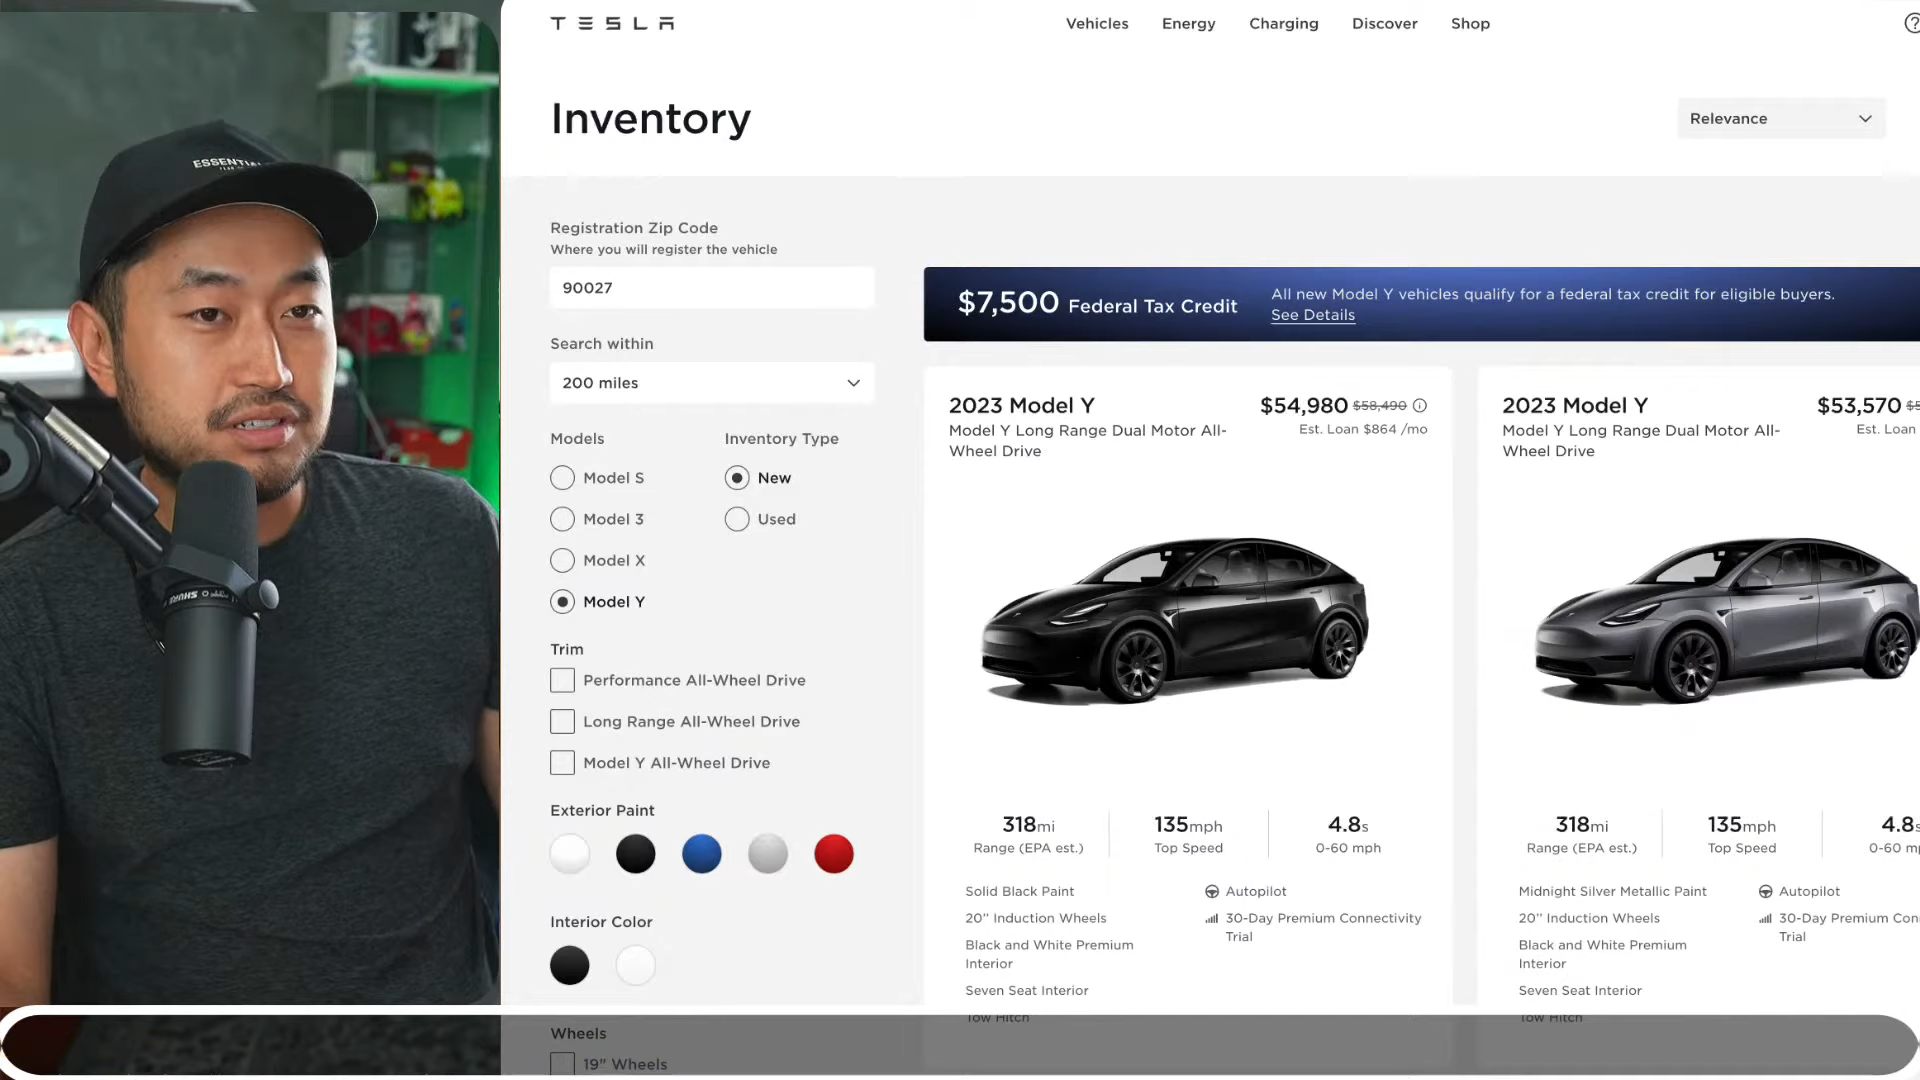 TESLA
Vehicles
Energy
Charging
Discover
Shop
Inventory
Relevance
Registration Zip Code
Where you will register the vehicle
90027
Search within
200 miles
Models
Inventory Type
Model S
New
Model 3
Used
Model X
Model Y
Trim
Performance All-Wheel Drive
Long Range All-Wheel Drive
Model Y All-Wheel Drive
Exterior Paint
Interior Color
Wheels
19" Wheels
$7,500 Federal Tax Credit
All new Model Y vehicles qualify for a federal tax credit for eligible buyers.
See Details
2023 Model Y
$54,980 $58,490
Model Y Long Range Dual Motor All-
Wheel Drive
Est. Loan $864 /mo
318mi
Range (EPA est.)
135mph
Top Speed
4.8s
0-60 mph
Solid Black Paint
20’’ Induction Wheels
Black and White Premium
Interior
Seven Seat Interior
Tow Hitch
Autopilot
30-Day Premium Connectivity
Trial
2023 Model Y
$53,570
Model Y Long Range Dual Motor All-
Wheel Drive
Est. Loan
318mi
Range (EPA est.)
135mph
Top Speed
4.8s
0-60
Midnight Silver Metallic Paint
20’’ Induction Wheels
Black and White Premium
Interior
Seven Seat Interior
Tow Hitch
Autopilot
30-Day Premium
Trial
SHURE